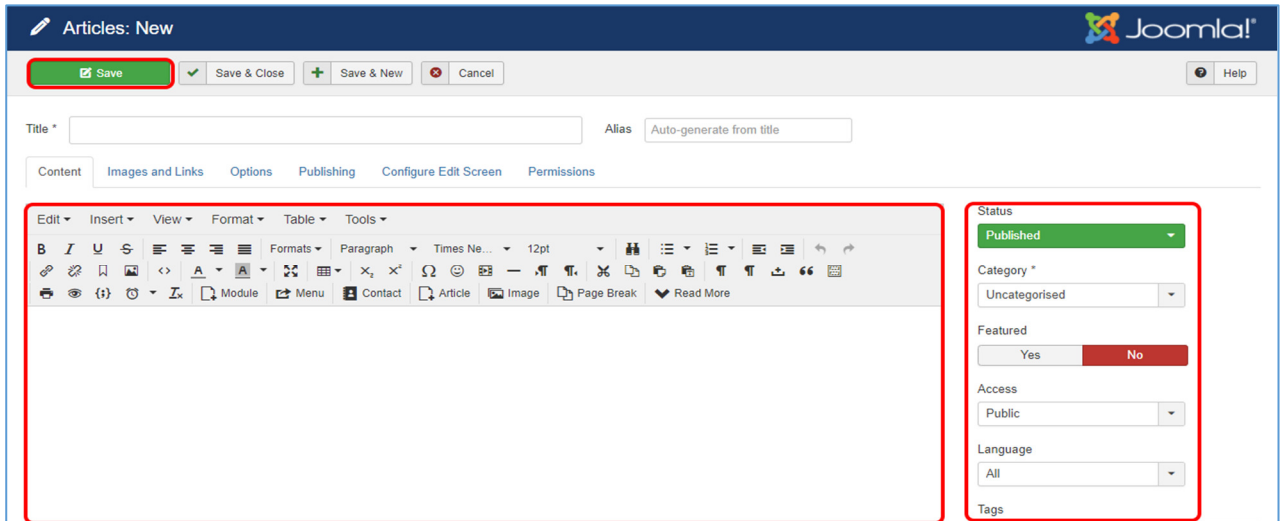 Articles: New
Joomla!®
Save
Save & Close
Save & New
Cancel
Help
Title *
Alias
Auto-generate from title
Content
Images and Links
Options
Publishing
Configure Edit Screen
Permissions
Edit Insert View Format Table Tools
B I U S Formats Paragraph Times Ne... 12pt
A A x₂ x² Ω ¶ ¶ ¶ ¶ “
{;} Ix Module Menu Contact Article Image Page Break Read More
Status
Published
Category *
Uncategorised
Featured
Yes No
Access
Public
Language
All
Tags